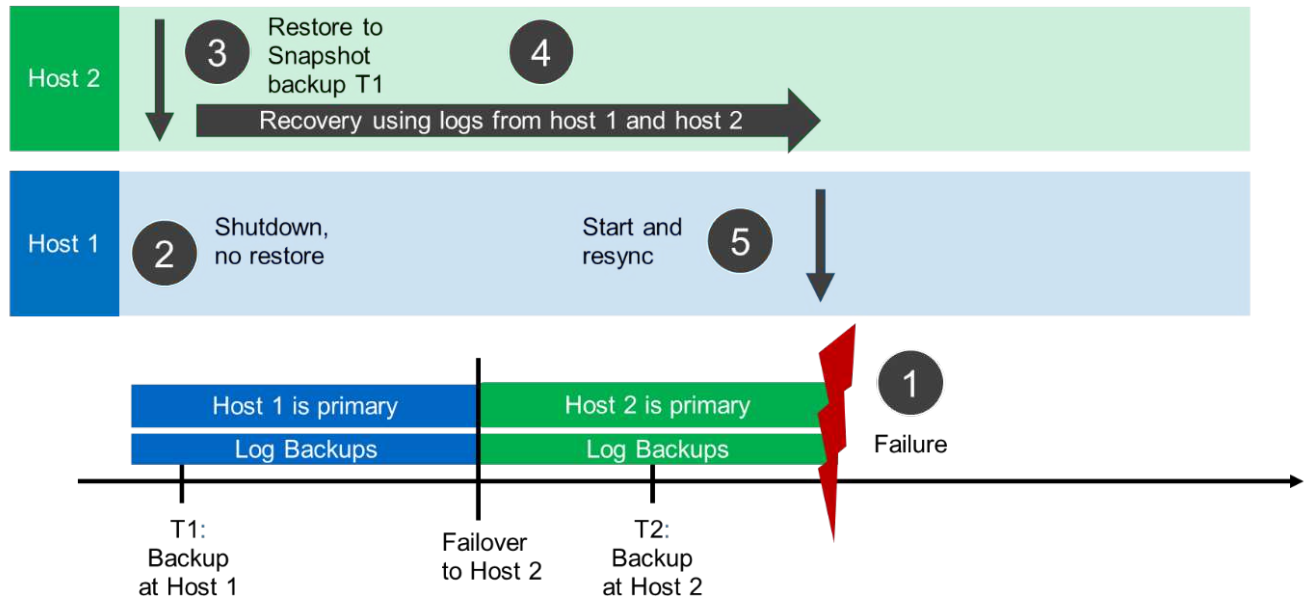 Host 2
3
Restore to
Snapshot
backup T1
4
Recovery using logs from host 1 and host 2
Host 1
2
Shutdown,
no restore
Start and
resync
5
1
Failure
Host 1 is primary
Host 2 is primary
Log Backups
Log Backups
T1:
Backup
at Host 1
Failover
to Host 2
T2:
Backup
at Host 2